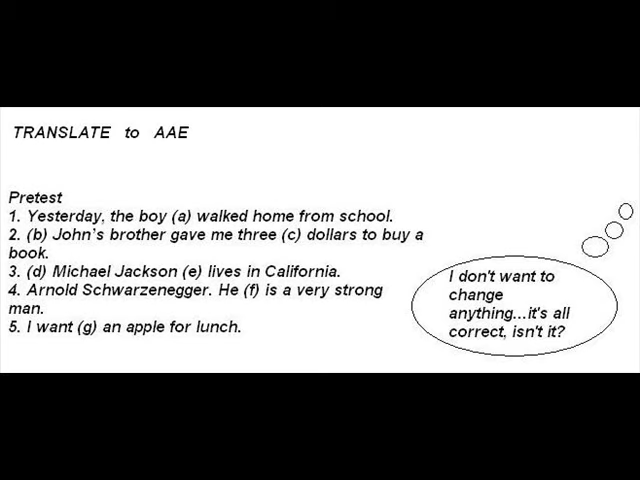 TRANSLATE to AAE
Pretest
1. Yesterday, the boy (a) walked home from school.
2. (b) John's brother gave me three (c) dollars to buy a
book.
3. (d) Michael Jackson (e) lives in California.
4. Arnold Schwarzenegger. He (f) is a very strong
man.
5. I want (g) an apple for lunch.
I don't want to
change
anything...it's all
correct, isn't it?